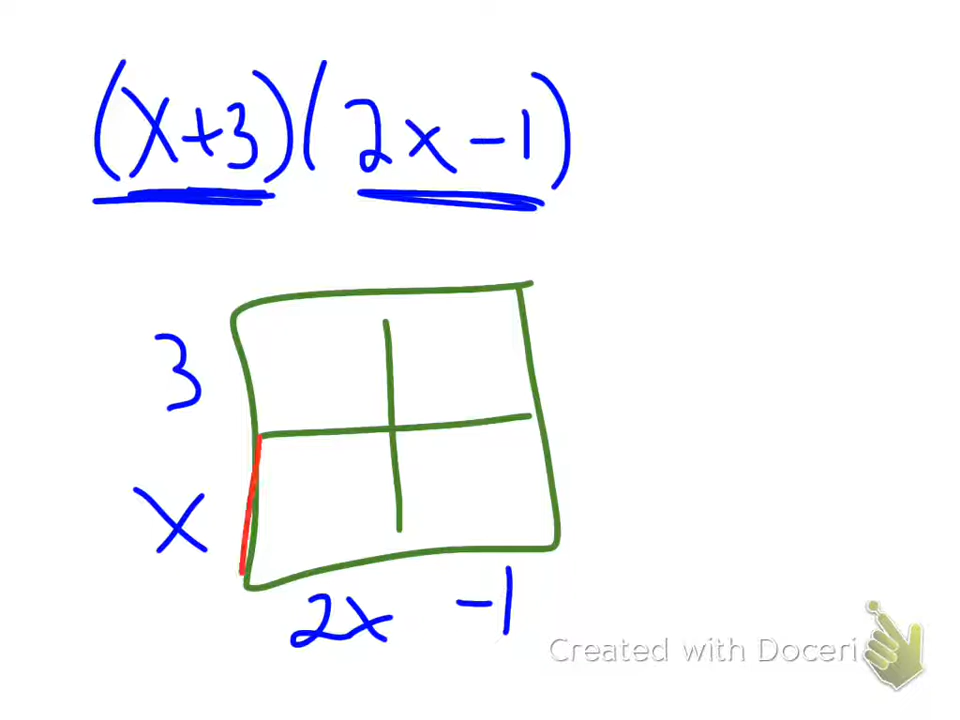 (x+3)(2x-1)
3
x
2x -1
Created with Doceri